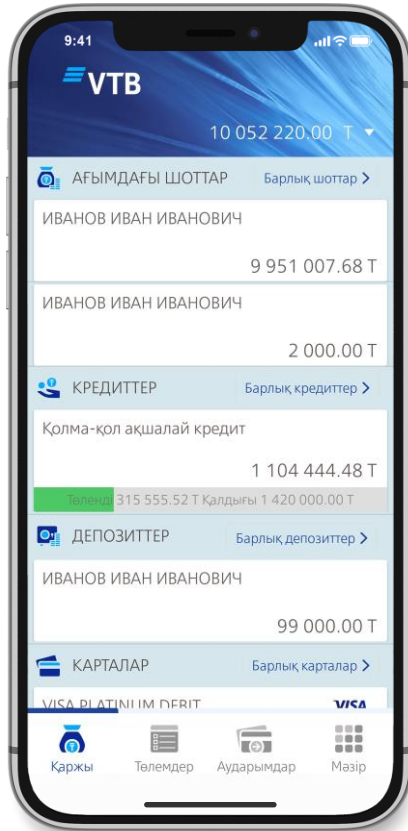 9:41
VTB
10 052 220.00 T
АҒЫМДАҒЫ ШОТТАР Барлық шоттар >
ИВАНОВ ИВАН ИВАНОВИЧ
9 951 007.68 T
ИВАНОВ ИВАН ИВАНОВИЧ
2 000.00 T
КРЕДИТТЕР Барлық кредиттер >
Қолма-қол ақшалай кредит
1 104 444.48 T
Төленді 315 555.52 T Қалдығы 1 420 000.00 T
ДЕПОЗИТТЕР Барлық депозиттер >
ИВАНОВ ИВАН ИВАНОВИЧ
99 000.00 T
КАРТАЛАР Барлық карталар >
VISA PLATINUM DEBIT VISA
Қаржы Төлемдер Аударымдар Мәзір